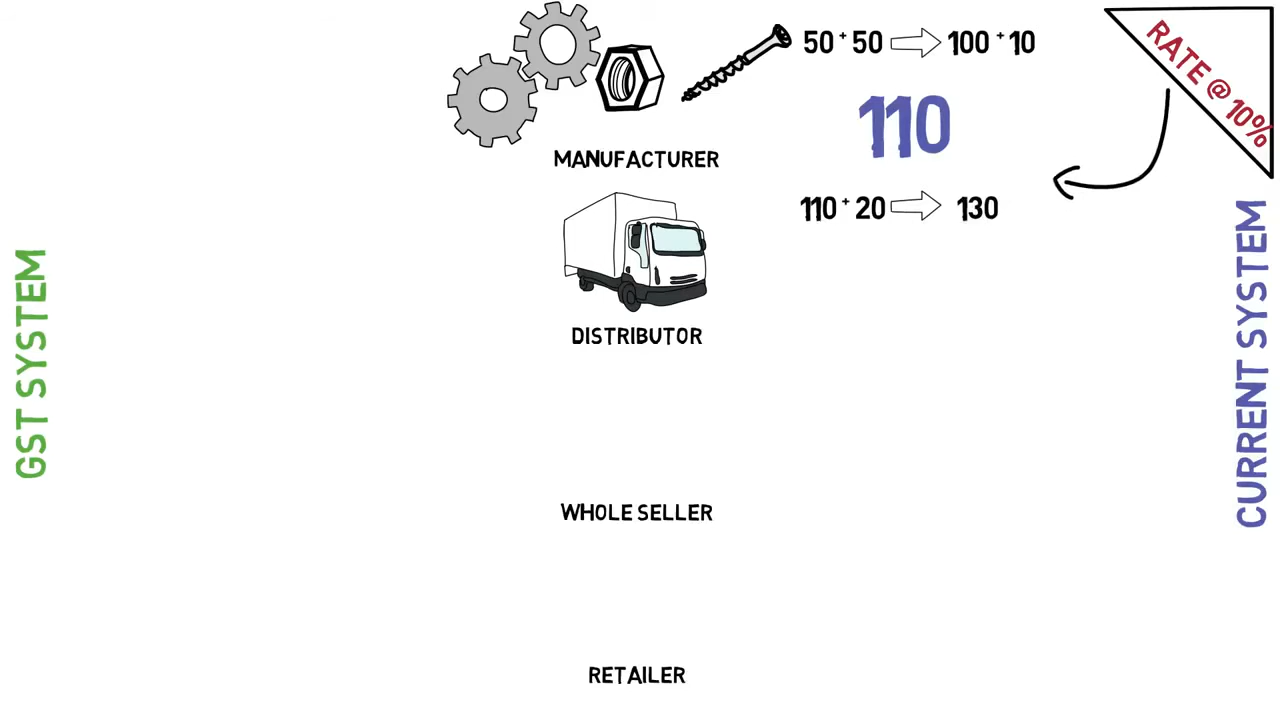 50 + 50 100 + 10
RATE @ 10%
110
MANUFACTURER
110 + 20 130
DISTRIBUTOR
GST SYSTEM
CURRENT SYSTEM
WHOLE SELLER
RETAILER